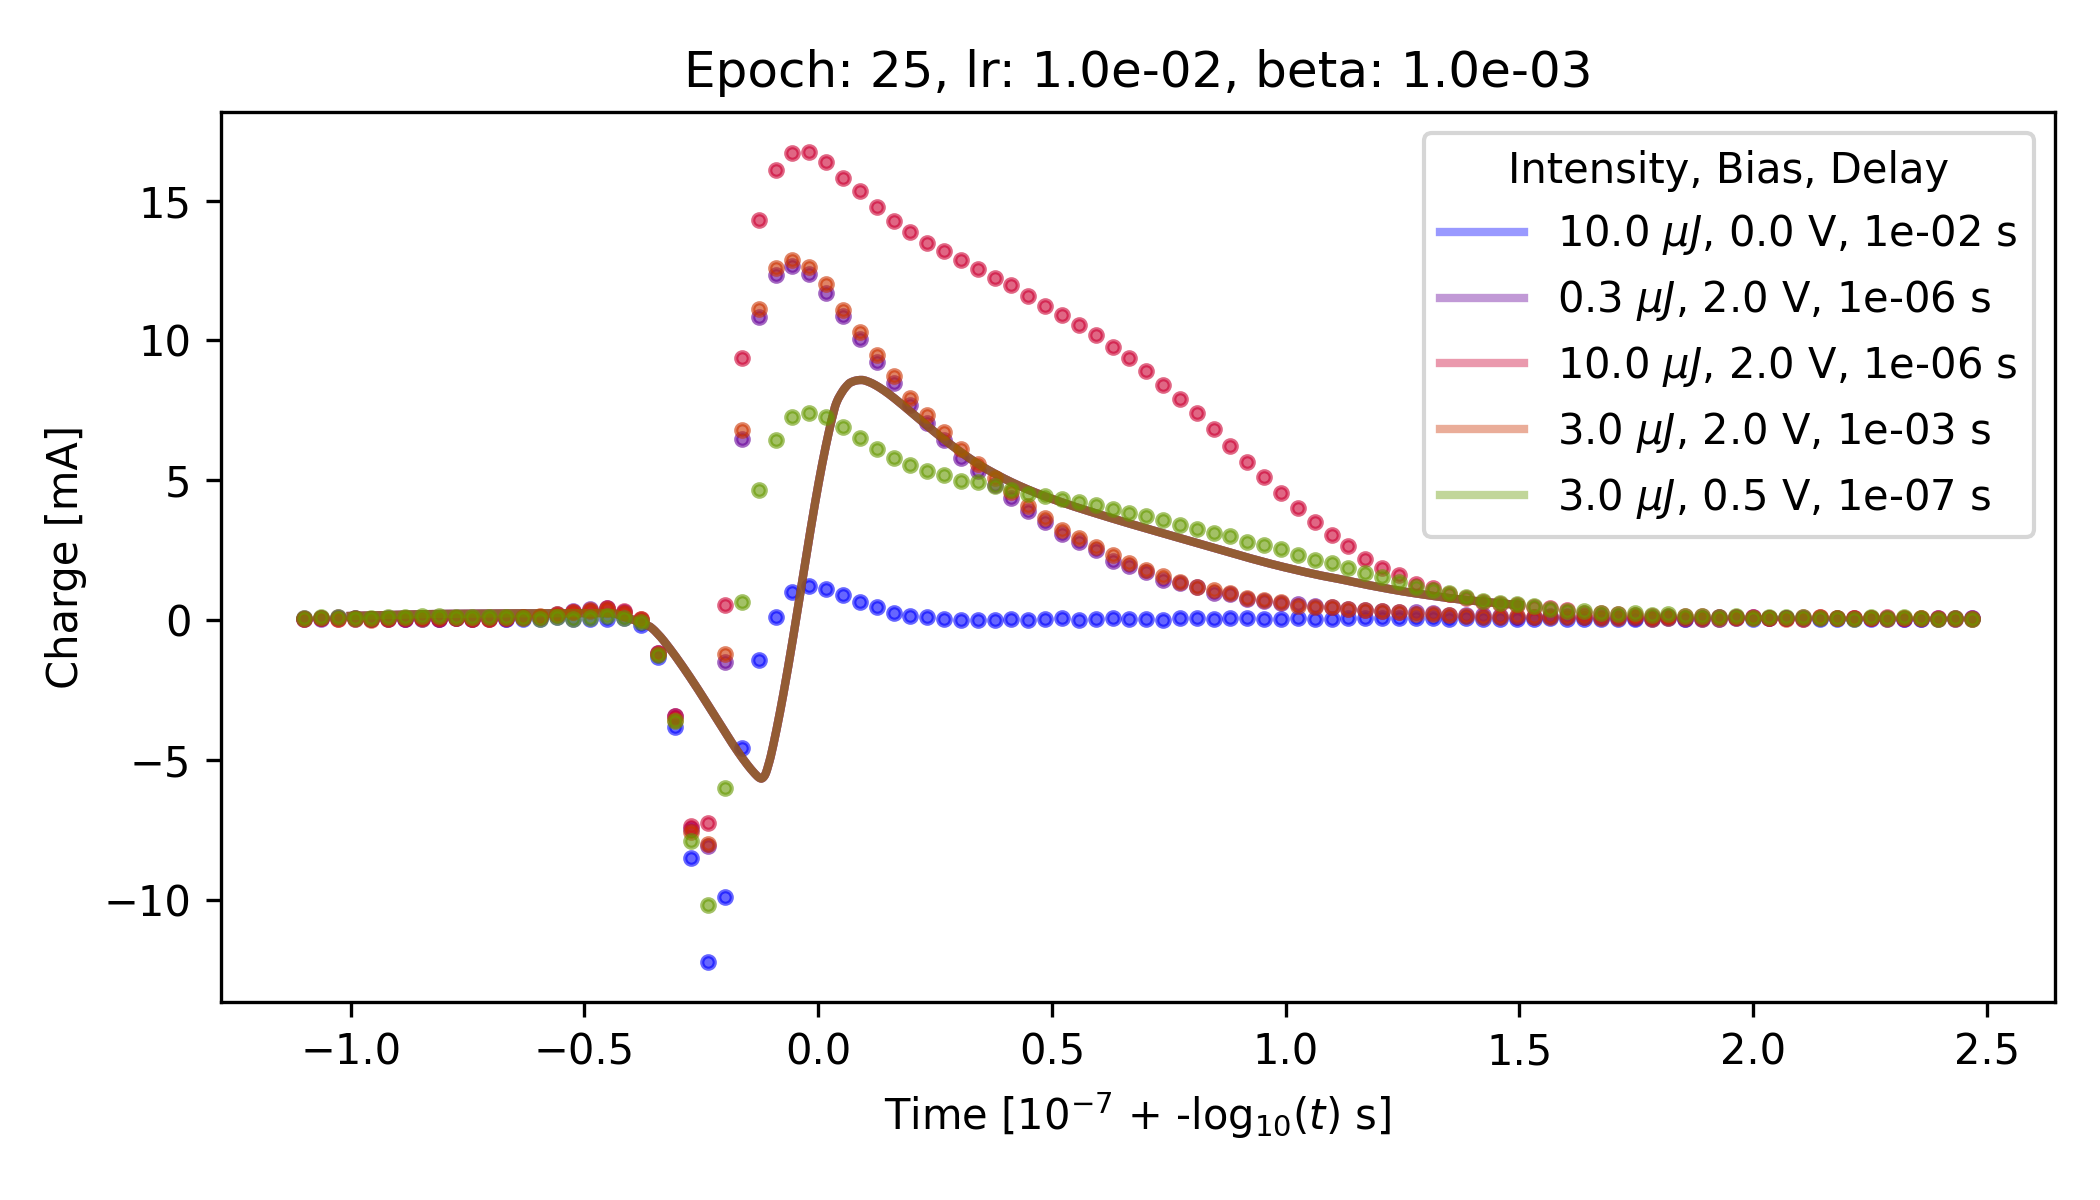 Epoch: 25, lr: 1.0e-02, beta: 1.0e-03
Charge [mA]
15
10
5
0
−5
−10
Intensity, Bias, Delay
10.0 μJ, 0.0 V, 1e-02 s
0.3 μJ, 2.0 V, 1e-06 s
10.0 μJ, 2.0 V, 1e-06 s
3.0 μJ, 2.0 V, 1e-03 s
3.0 μJ, 0.5 V, 1e-07 s
−1.0 −0.5 0.0 0.5 1.0 1.5 2.0 2.5
Time [10⁻⁷ + -log₁₀(t) s]